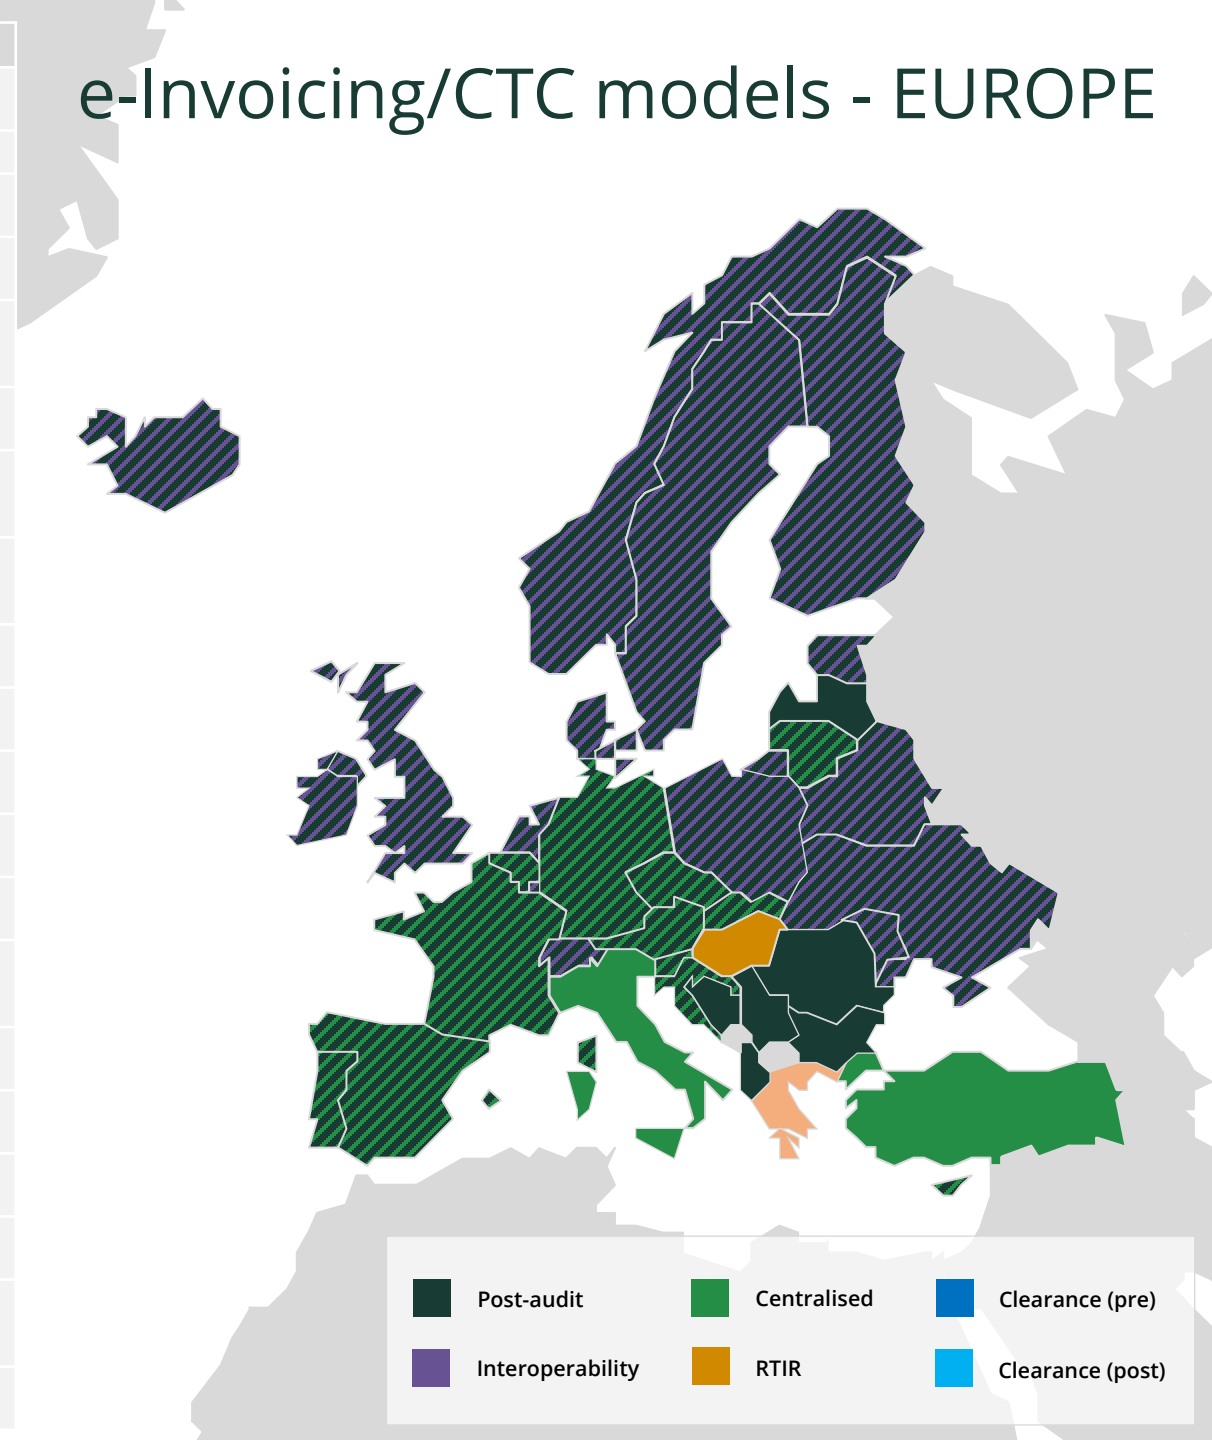 e-Invoicing/CTC models - EUROPE
Post-audit
Centralised
Clearance (pre)
Interoperability
RTIR
Clearance (post)